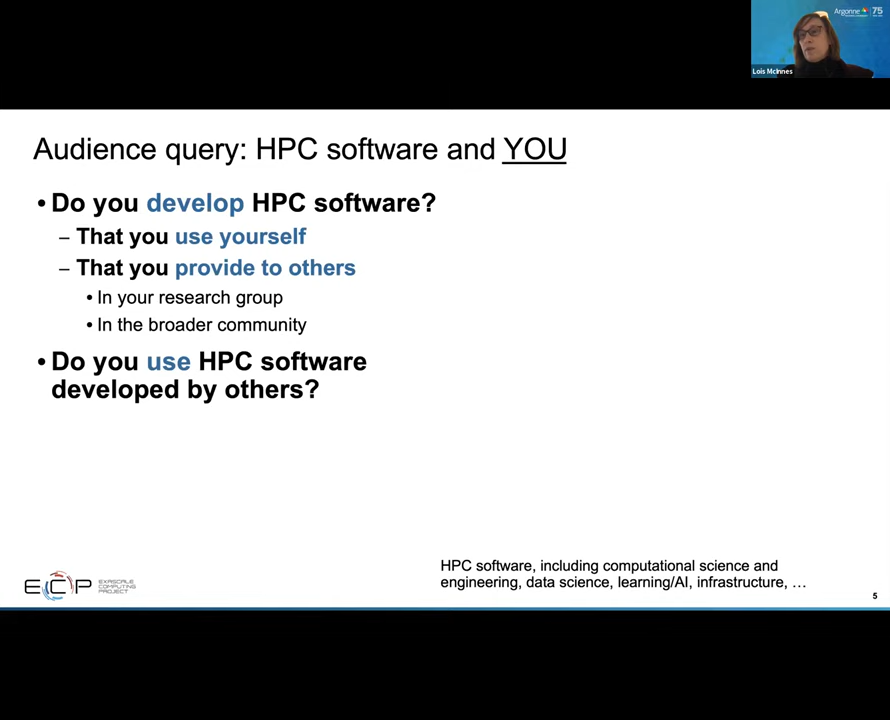 Argonne 75
Lois McInnes
Audience query: HPC software and YOU
• Do you develop HPC software?
– That you use yourself
– That you provide to others
• In your research group
• In the broader community
• Do you use HPC software
developed by others?
HPC software, including computational science and
engineering, data science, learning/AI, infrastructure, …
ECP
EXASCALE
COMPUTING
PROJECT
5